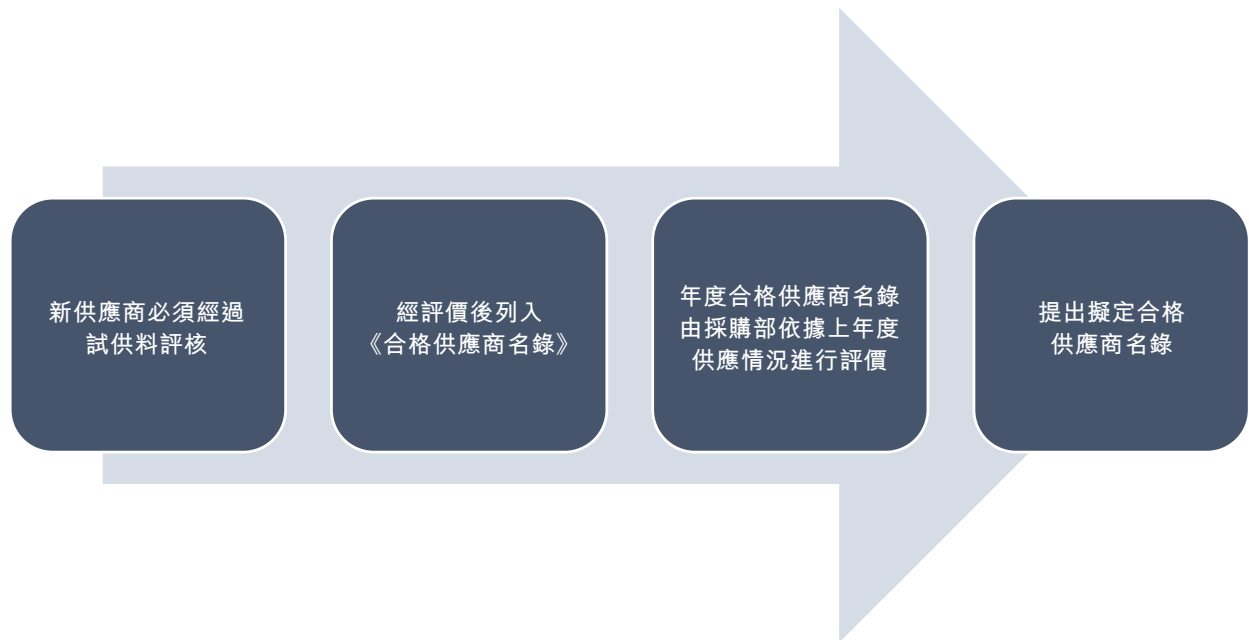 新供應商必須經過
試供料評核
經評價後列入
《合格供應商名錄》
年度合格供應商名錄
由採購部依據上年度
供應情況進行評價
提出擬定合格
供應商名錄